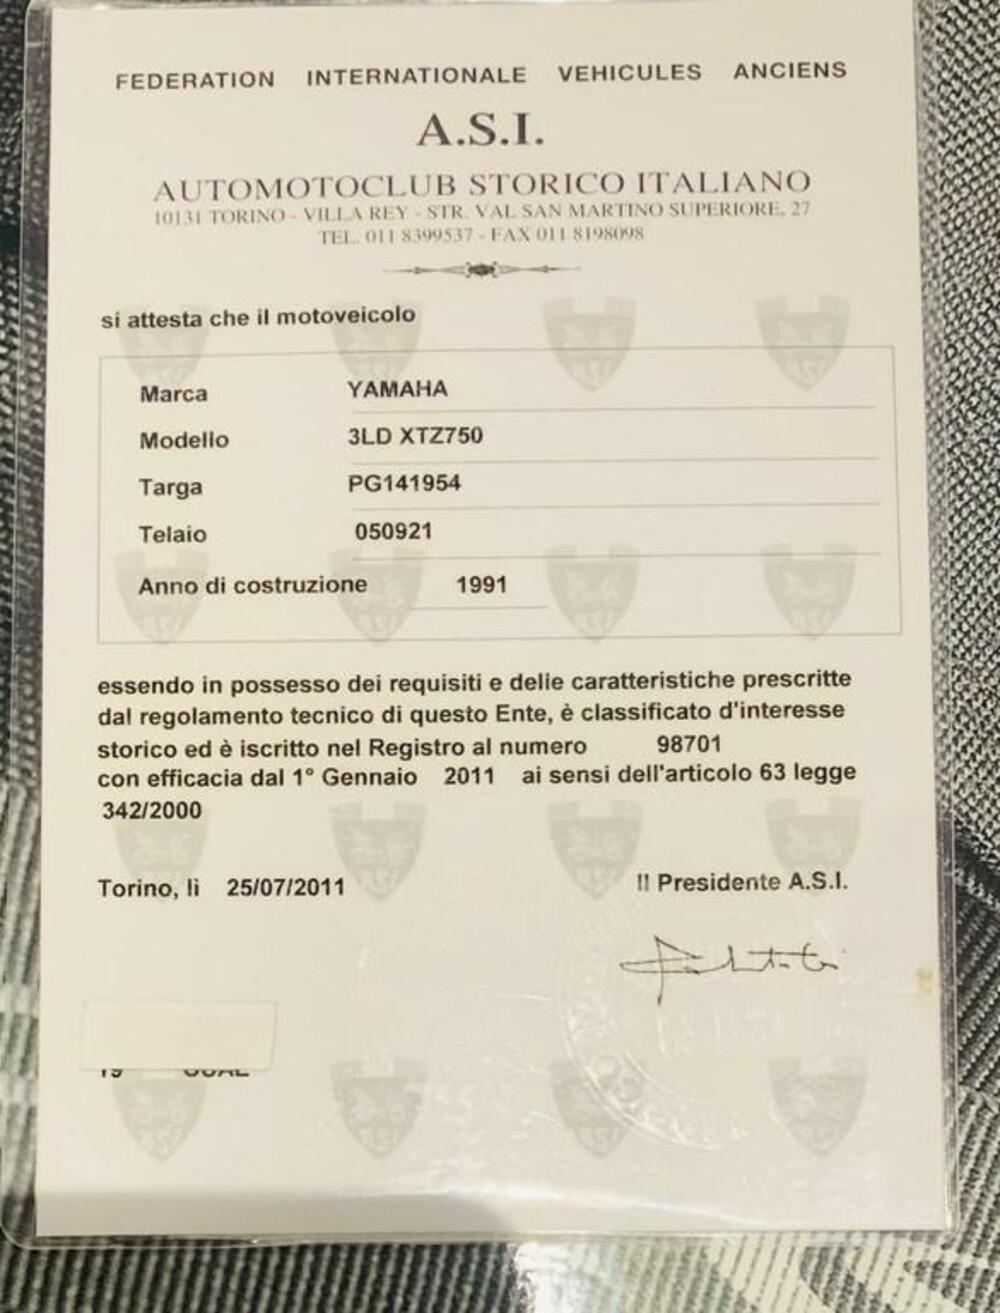 FEDERATION INTERNATIONALE VEHICULES ANCIENS
A.S.I.
AUTOMOTOCLUB STORICO ITALIANO
10131 TORINO - VILLA REY - STR. VAL SAN MARTINO SUPERIORE, 27
TEL. 011 8399537 - FAX 011 8198098
si attesta che il motoveicolo
Marca YAMAHA
Modello 3LD XTZ750
Targa PG141954
Telaio 050921
Anno di costruzione 1991
essendo in possesso dei requisiti e delle caratteristiche prescritte
dal regolamento tecnico di questo Ente, è classificato d'interesse
storico ed è iscritto nel Registro al numero 98701
con efficacia dal 1° Gennaio 2011 ai sensi dell'articolo 63 legge
342/2000
Torino, lì 25/07/2011
Il Presidente A.S.I.